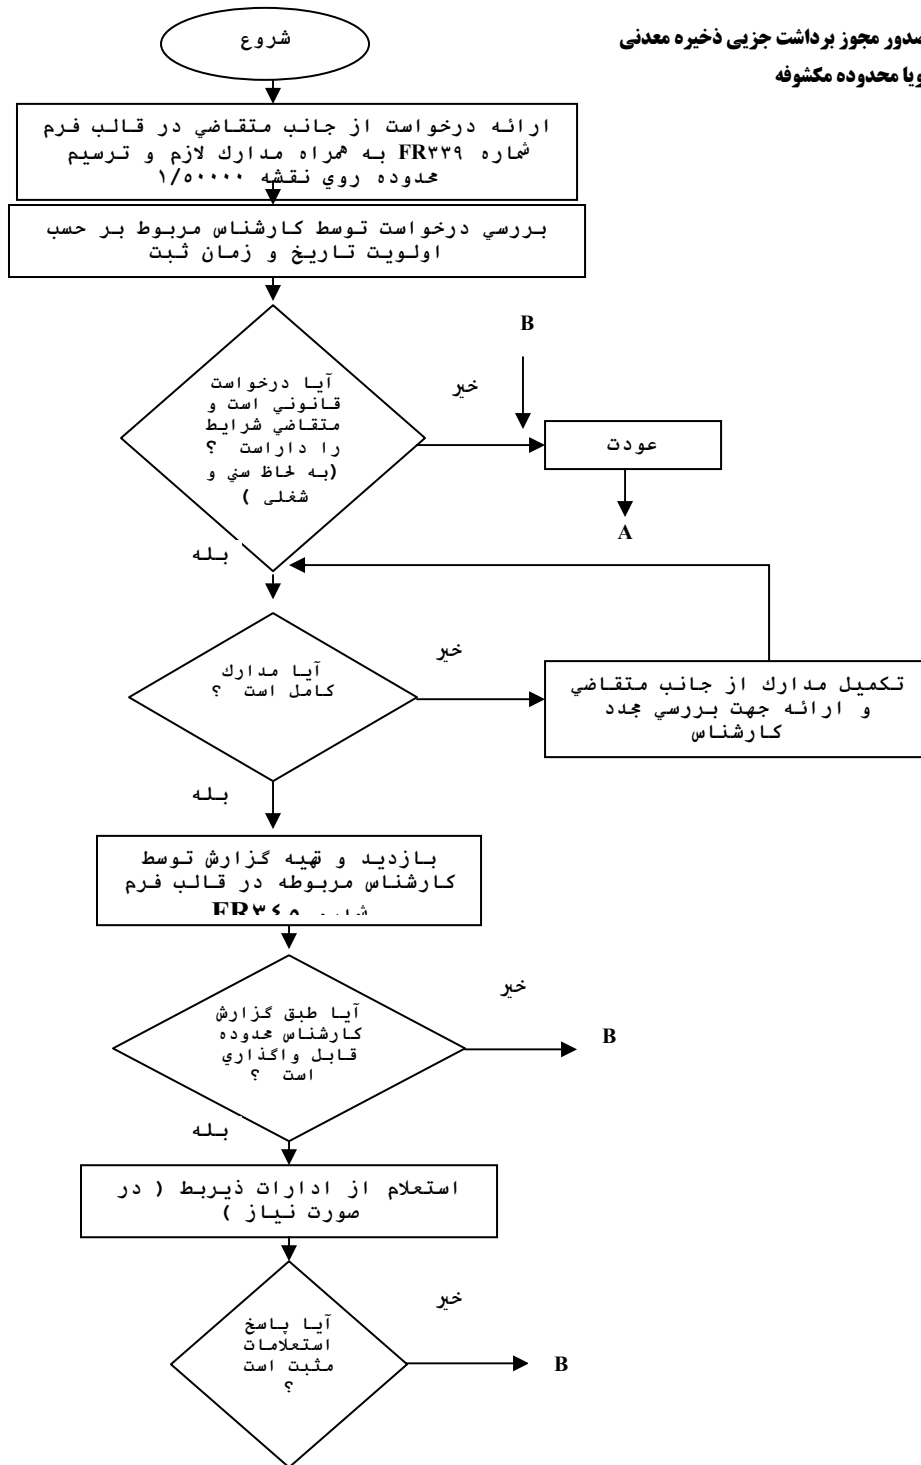 صدور مجوز برداشت جزیی ذخیره معدنی
ویا محدوده مکشوفه
شروع
ارائه درخواست از جانب متقاضي در قالب فرم
شماره FR٣٣٩ به همراه مدارك لازم و ترسيم
محدوده روي نقشه ١/٥٠٠٠٠
بررسي درخواست توسط كارشناس مربوط بر حسب
اولويت تاريخ و زمان ثبت
B
آيا درخواست
قانوني است و
متقاضي شرايط
را داراست ؟
(به لحاظ سني و
شغلی )
خير
عودت
A
بله
آيا مدارك
كامل است ؟
خير
تكميل مدارك از جانب متقاضي
و ارائه جهت بررسي مجدد
كارشناس
بله
بازديد و تهيه گزارش توسط
كارشناس مربوطه در قالب فرم
شماره FR٣٤٥
آيا طبق گزارش
كارشناس محدوده
قابل واگذاري
است ؟
خير
B
بله
استعلام از ادارات ذيربط ( در
صورت نياز )
آيا پاسخ
استعلامات
مثبت است
؟
خير
B